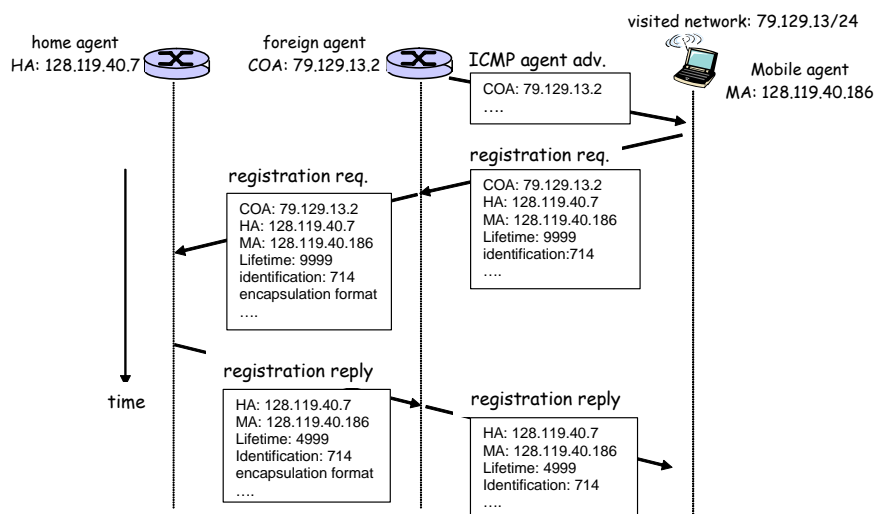 visited network: 79.129.13/24
home agent
HA: 128.119.40.7
foreign agent
COA: 79.129.13.2
ICMP agent adv.
COA: 79.129.13.2
….
Mobile agent
MA: 128.119.40.186
registration req.
COA: 79.129.13.2
HA: 128.119.40.7
MA: 128.119.40.186
Lifetime: 9999
identification:714
….
registration req.
COA: 79.129.13.2
HA: 128.119.40.7
MA: 128.119.40.186
Lifetime: 9999
identification: 714
encapsulation format
….
time
registration reply
HA: 128.119.40.7
MA: 128.119.40.186
Lifetime: 4999
Identification: 714
encapsulation format
….
registration reply
HA: 128.119.40.7
MA: 128.119.40.186
Lifetime: 4999
Identification: 714
….